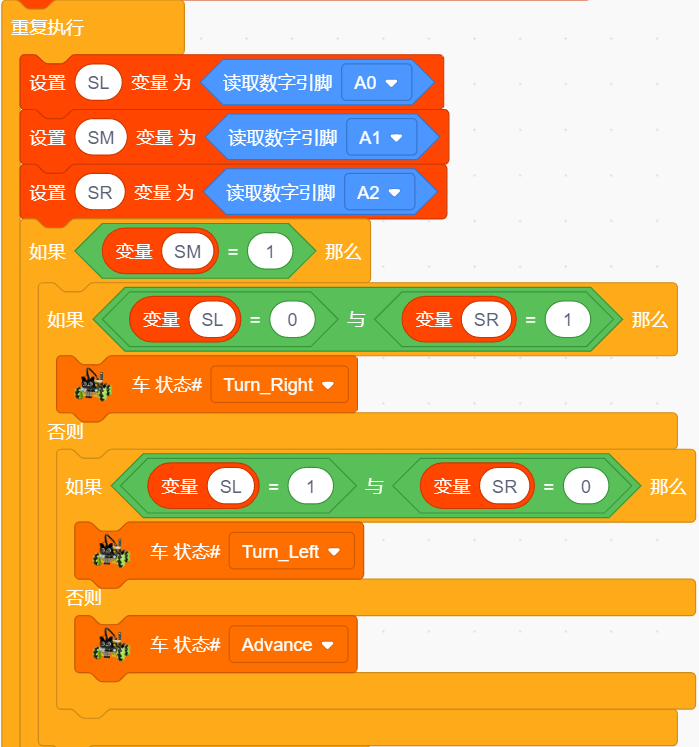 重复执行
设置 SL 变量 为 读取数字引脚 A0
设置 SM 变量 为 读取数字引脚 A1
设置 SR 变量 为 读取数字引脚 A2
如果 变量 SM = 1 那么
如果 变量 SL = 0 与 变量 SR = 1 那么
车 状态# Turn_Right
否则
如果 变量 SL = 1 与 变量 SR = 0 那么
车 状态# Turn_Left
否则
车 状态# Advance